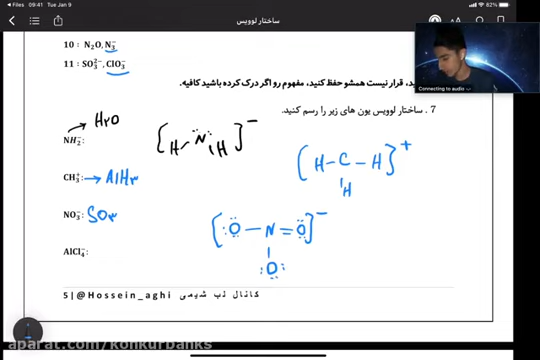 09:41 Tue Jan 9
82%
ساختار لوویس
AA
10 : N₂O, N₃⁻
11 : SO₃²⁻, ClO₃⁻
Connecting to audio
ید، قرار نیست همشو حفظ کنید، مفهوم رو اگر درک کرده باشید کافیه.
7 . ساختار لوویس یون های زیر را رسم کنید.
NH₂⁻: → H₂O [H–N̈–H]⁻
CH₃⁺: → AlH₃ [H–C–H]⁺
H
NO₃⁻: SO₃ [:Ö–N=Ö]⁻
:Ö:
AlCl₄⁻:
5|@Hossein_aghi کانال لب شیمی
aparat.com/konkurbanks